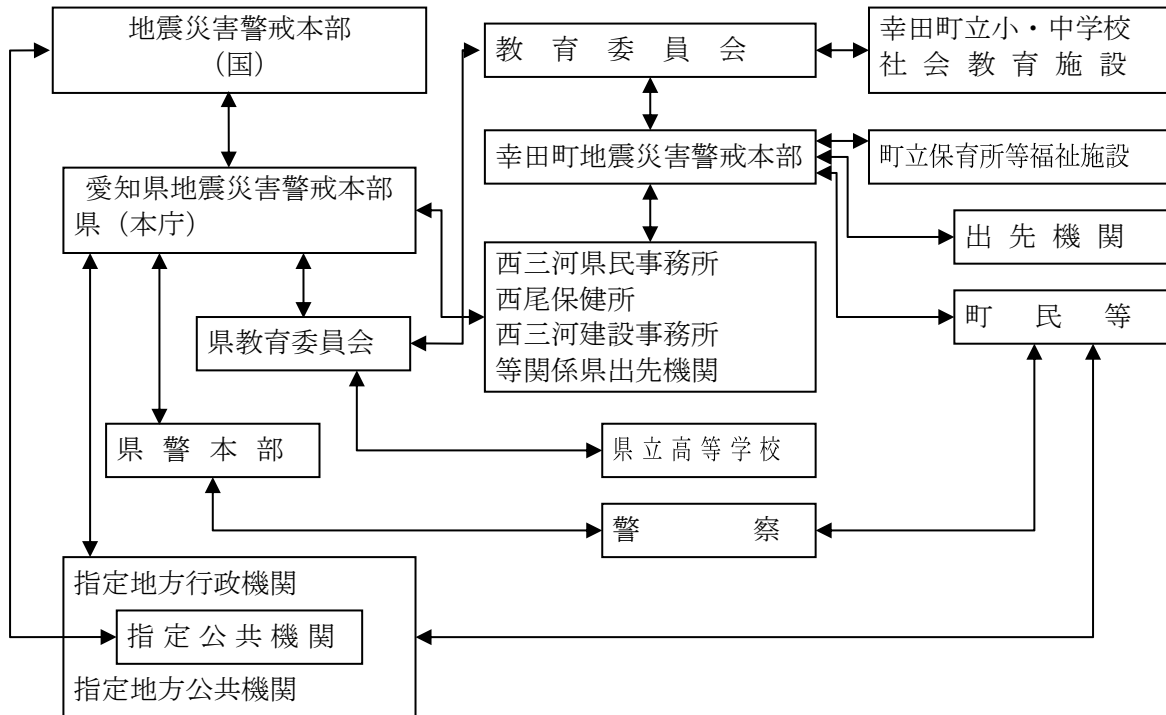 地震災害警戒本部
（国）
教育委員会
幸田町立小・中学校
社会教育施設
幸田町地震災害警戒本部
町立保育所等福祉施設
愛知県地震災害警戒本部
県（本庁）
出先機関
西三河県民事務所
西尾保健所
西三河建設事務所
等関係県出先機関
町民等
県教育委員会
県警本部
県立高等学校
警察
指定地方行政機関
指定公共機関
指定地方公共機関